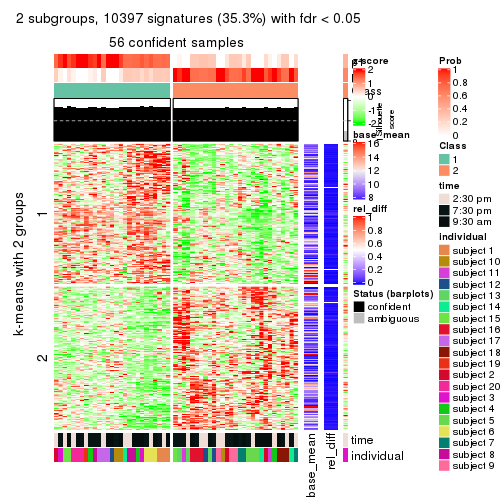 2 subgroups, 10397 signatures (35.3%) with fdr < 0.05
56 confident samples
k-means with 2 groups
1
2
z-score
2
1
0
-1
-2
Silhouette
score
base_mean
16
14
12
10
8
rel_diff
1
0.8
0.6
0.4
0.2
0
Status (barplots)
confident
ambiguous
time
individual
base_mean
rel_diff
Prob
1
0.8
0.6
0.4
0.2
0
Class
1
2
time
2:30 pm
7:30 pm
9:30 am
individual
subject 1
subject 10
subject 11
subject 12
subject 13
subject 14
subject 15
subject 16
subject 17
subject 18
subject 19
subject 2
subject 20
subject 3
subject 4
subject 5
subject 6
subject 7
subject 8
subject 9